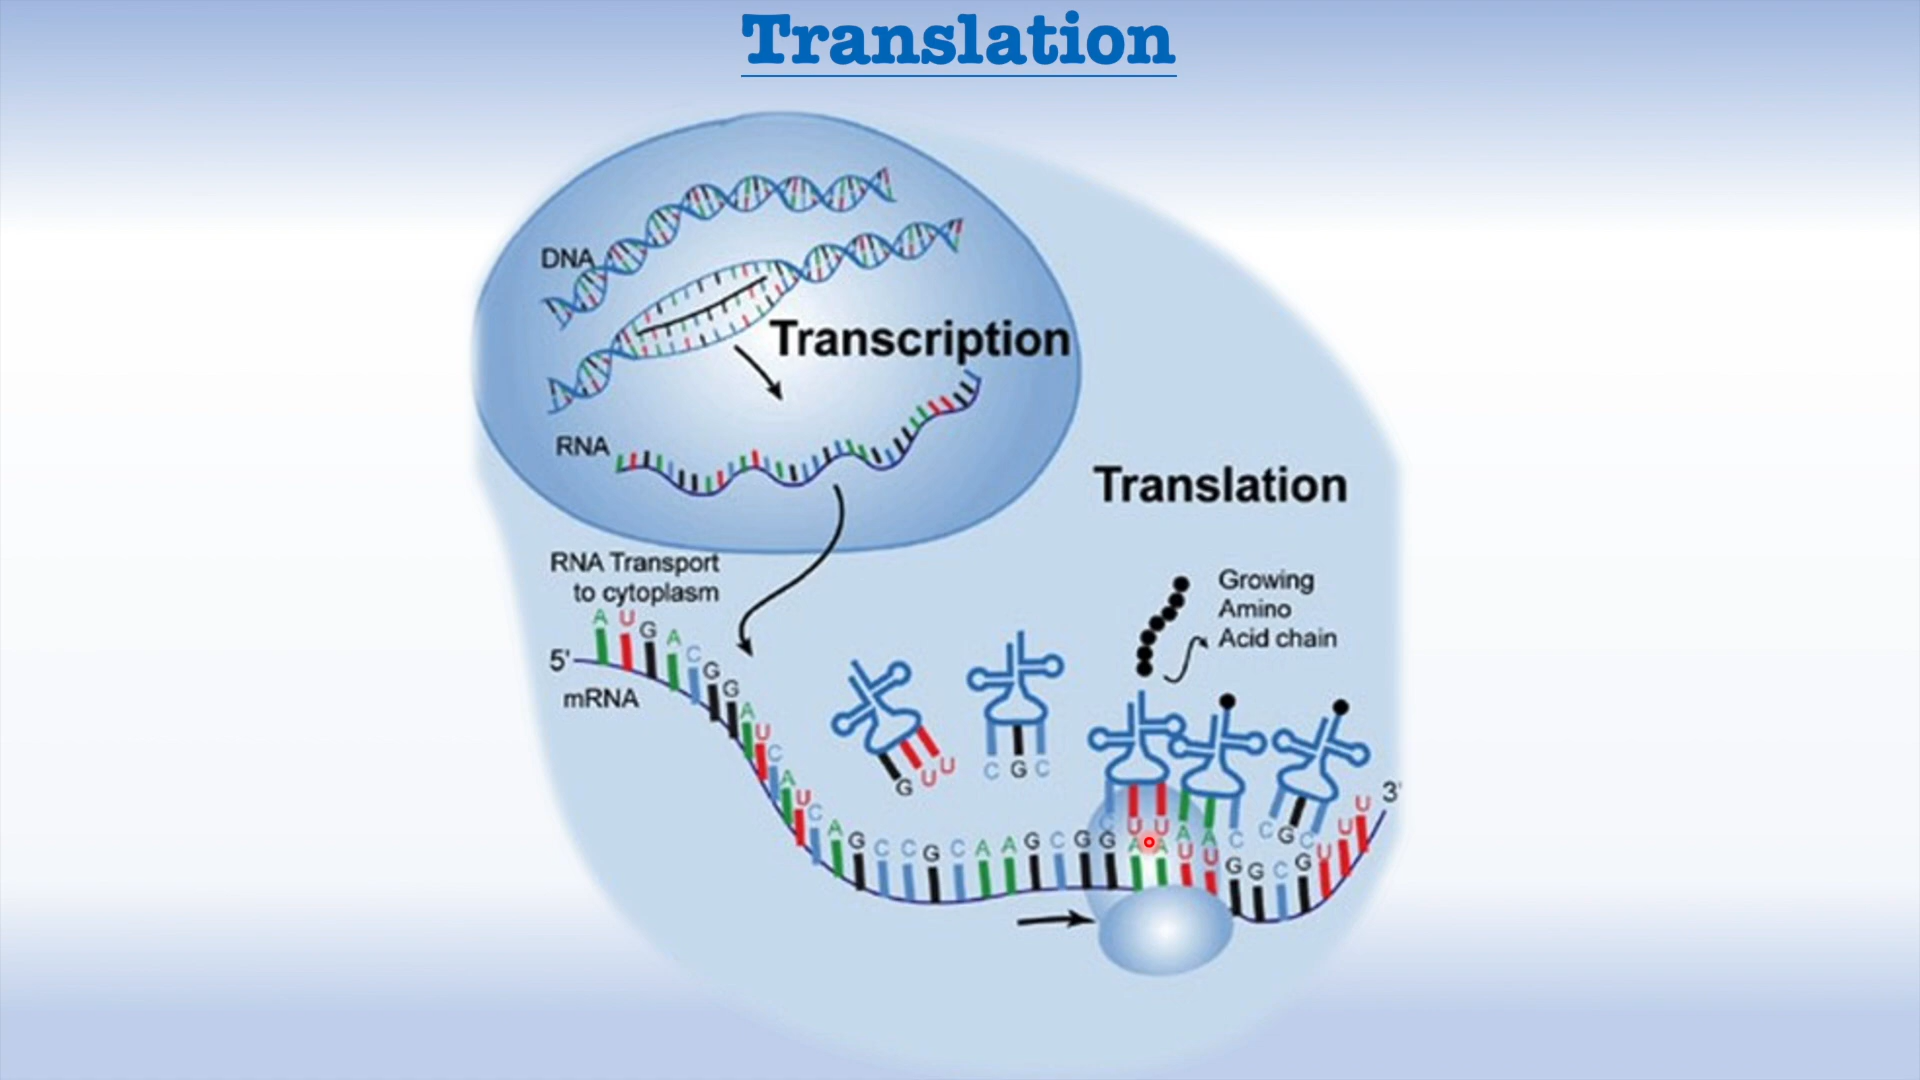 Translation
DNA
Transcription
RNA
Translation
RNA Transport
to cytoplasm
Growing
Amino
Acid chain
5'
A U G A C G G A U C A U C A G C C G C A A G C G G A A U U G G C G U U U
3'
mRNA
G U U
C G C
C U U
A A C
C G C